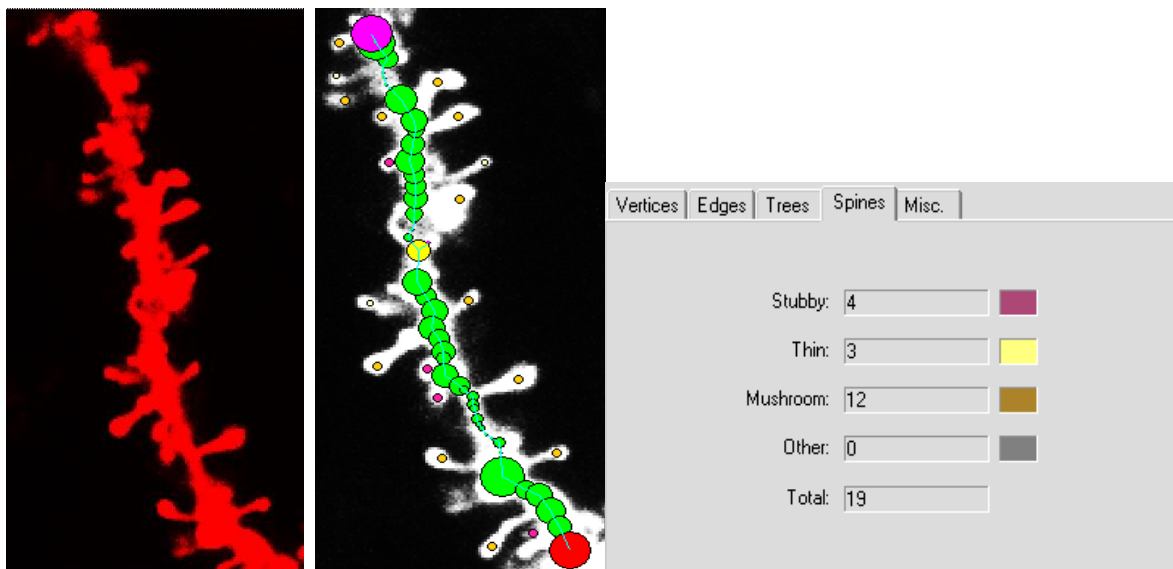 Vertices Edges Trees Spines Misc.
Stubby: 4
Thin: 3
Mushroom: 12
Other: 0
Total: 19